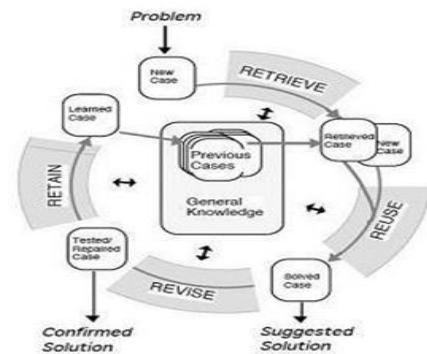 Problem
New
Case
RETRIEVE
Learned
Case
Retrieved
Case
New
Case
Previous
Cases
General
Knowledge
RETAIN
REUSE
Tested/
Repaired
Case
REVISE
Solved
Case
Confirmed
Solution
Suggested
Solution